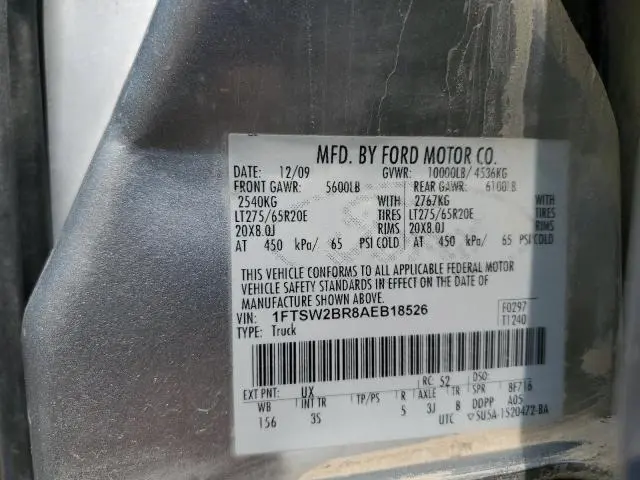 MFD. BY FORD MOTOR CO.
DATE: 12/09 GVWR: 10000LB/4536KG
FRONT GAWR: 5600LB REAR GAWR: 6100LB
2540KG WITH 2767KG WITH
LT275/65R20E TIRES LT275/65R20E TIRES
20X8.0J RIMS 20X8.0J RIMS
AT 450 kPa/ 65 PSI COLD AT 450 kPa/ 65 PSI COLD
THIS VEHICLE CONFORMS TO ALL APPLICABLE FEDERAL MOTOR
VEHICLE SAFETY STANDARDS IN EFFECT ON THE DATE OF
MANUFACTURE SHOWN ABOVE.
VIN: 1FTSW2BR8AEB18526 F0297
TYPE: Truck T1240
EXT PNT: UX RC: 52 DSO:
WB INT TR TP/PS R AXLE TR SPR 8F716
156 3S 5 3J B DDPP A05
UTC ▽5U5A-1520472-BA